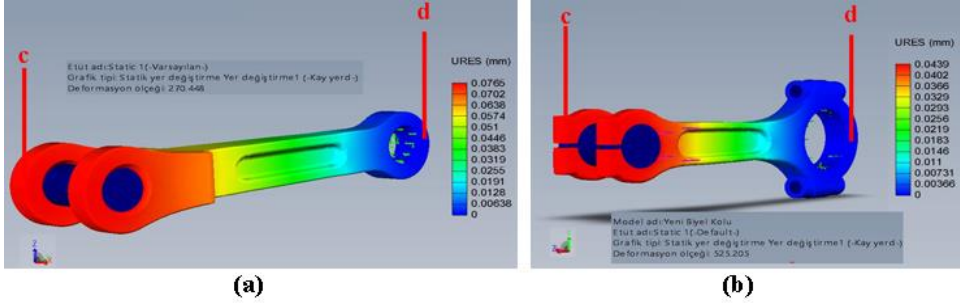 c
d
Etüt adı:Static 1(-Varsayılan-)
Grafik tipi: Statik yer değiştirme Yer değiştirme1 (-Kay yerd-)
Deformasyon ölçeği: 270.448
URES (mm)
0.0765
0.0702
0.0638
0.0574
0.051
0.0446
0.0383
0.0319
0.0255
0.0191
0.0128
0.00638
0
(a)
c
d
URES (mm)
0.0439
0.0402
0.0366
0.0329
0.0293
0.0256
0.0219
0.0183
0.0146
0.011
0.00731
0.00366
0
Model adı:Yeni Biyel Kolu
Etüt adı:Static 1(-Default-)
Grafik tipi: Statik yer değiştirme Yer değiştirme1 (-Kay yerd-)
Deformasyon ölçeği: 525.205
(b)